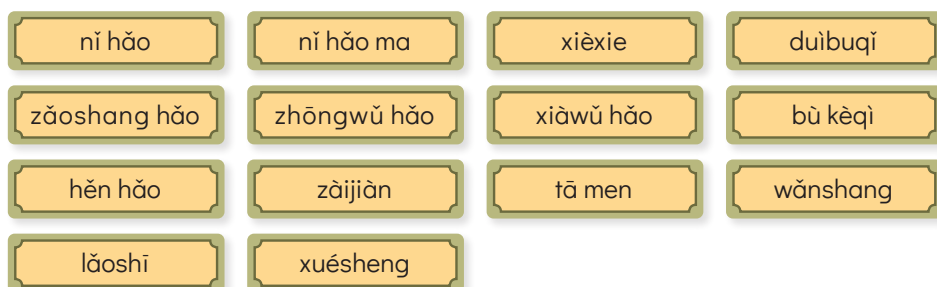 nǐ hǎo
nǐ hǎo ma
xièxie
duìbuqǐ
zǎoshang hǎo
zhōngwǔ hǎo
xiàwǔ hǎo
bù kèqì
hěn hǎo
zàijiàn
tā men
wǎnshang
lǎoshī
xuésheng